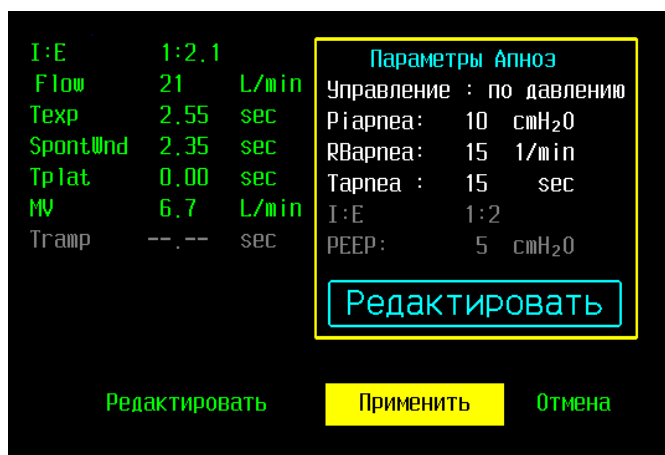 I:E 1:2.1
Flow 21 L/min
Texp 2.55 sec
SpontWnd 2.35 sec
Tplat 0.00 sec
MV 6.7 L/min
Tramp --.-- sec
Параметры Апноэ
Управление : по давлению
Piapnea: 10 cmH₂O
RBapnea: 15 1/min
Tapnea : 15 sec
I:E 1:2
PEEP: 5 cmH₂O
Редактировать
Редактировать Применить Отмена